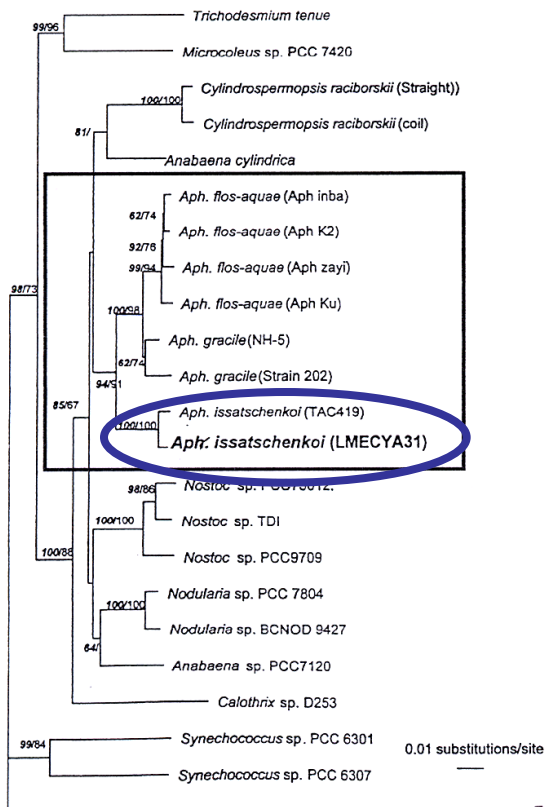 99/96
Trichodesmium tenue
Microcoleus sp. PCC 7420
Cylindrospermopsis raciborskii (Straight))
100/100
Cylindrospermopsis raciborskii (coil)
81/
Anabaena cylindrica
Aph. flos-aquae (Aph inba)
62/74
Aph. flos-aquae (Aph K2)
92/76
99/94
Aph. flos-aquae (Aph zayi)
98/73
Aph. flos-aquae (Aph Ku)
100/98
Aph. gracile (NH-5)
62/74
Aph. gracile (Strain 202)
94/91
85/67
Aph. issatschenkoi (TAC419)
100/100
Aph. issatschenkoi (LMECYA31)
98/86
Nostoc sp.
100/100
Nostoc sp. TDI
100/88
Nostoc sp. PCC9709
Nodularia sp. PCC 7804
100/100
Nodularia sp. BCNOD 9427
64/
Anabaena sp. PCC7120
Calothrix sp. D253
99/84
Synechococcus sp. PCC 6301
0.01 substitutions/site
Synechococcus sp. PCC 6307